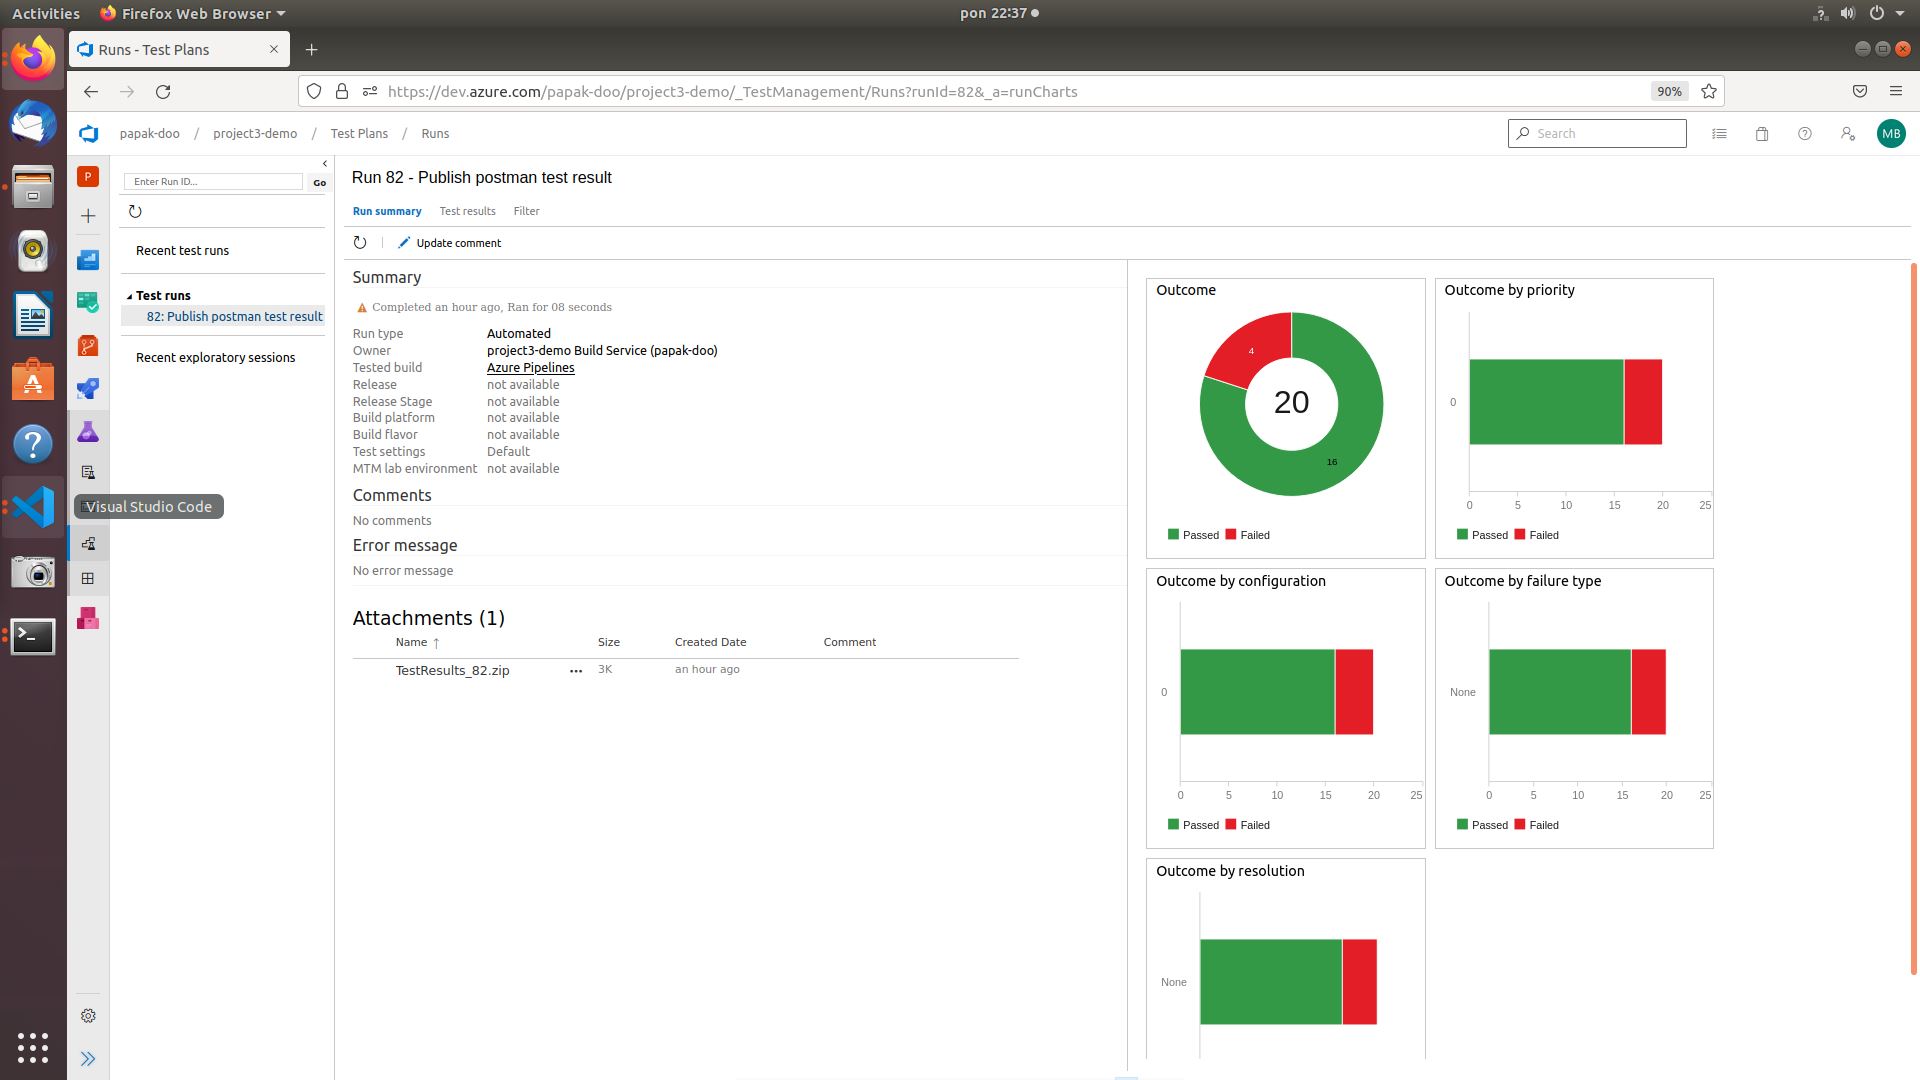 Activities
Firefox Web Browser
pon 22:37
Runs - Test Plans
https://dev.azure.com/papak-doo/project3-demo/_TestManagement/Runs?runId=82&_a=runCharts
90%
papak-doo / project3-demo / Test Plans / Runs
Search
MB
P
Enter Run ID...
Go
Recent test runs
Test runs
82: Publish postman test result
Recent exploratory sessions
Visual Studio Code
Run 82 - Publish postman test result
Run summary
Test results
Filter
Update comment
Summary
Completed an hour ago, Ran for 08 seconds
Run type Automated
Owner project3-demo Build Service (papak-doo)
Tested build Azure Pipelines
Release not available
Release Stage not available
Build platform not available
Build flavor not available
Test settings Default
MTM lab environment not available
Comments
No comments
Error message
No error message
Attachments (1)
Name ↑ Size Created Date Comment
TestResults_82.zip ... 3K an hour ago
Outcome
4
20
16
Passed Failed
Outcome by priority
0
0 5 10 15 20 25
Passed Failed
Outcome by configuration
0
0 5 10 15 20 25
Passed Failed
Outcome by failure type
None
0 5 10 15 20 25
Passed Failed
Outcome by resolution
None